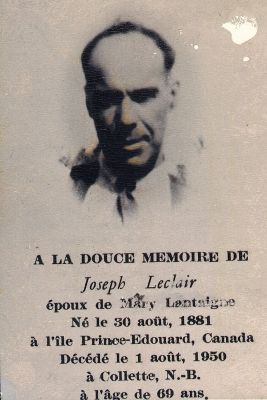 A LA DOUCE MEMOIRE DE
Joseph Leclair
époux de Mary Lantaigne
Né le 30 août, 1881
à l'île Prince-Edouard, Canada
Décédé le 1 août, 1950
à Collette, N.-B.
à l'âge de 69 ans.